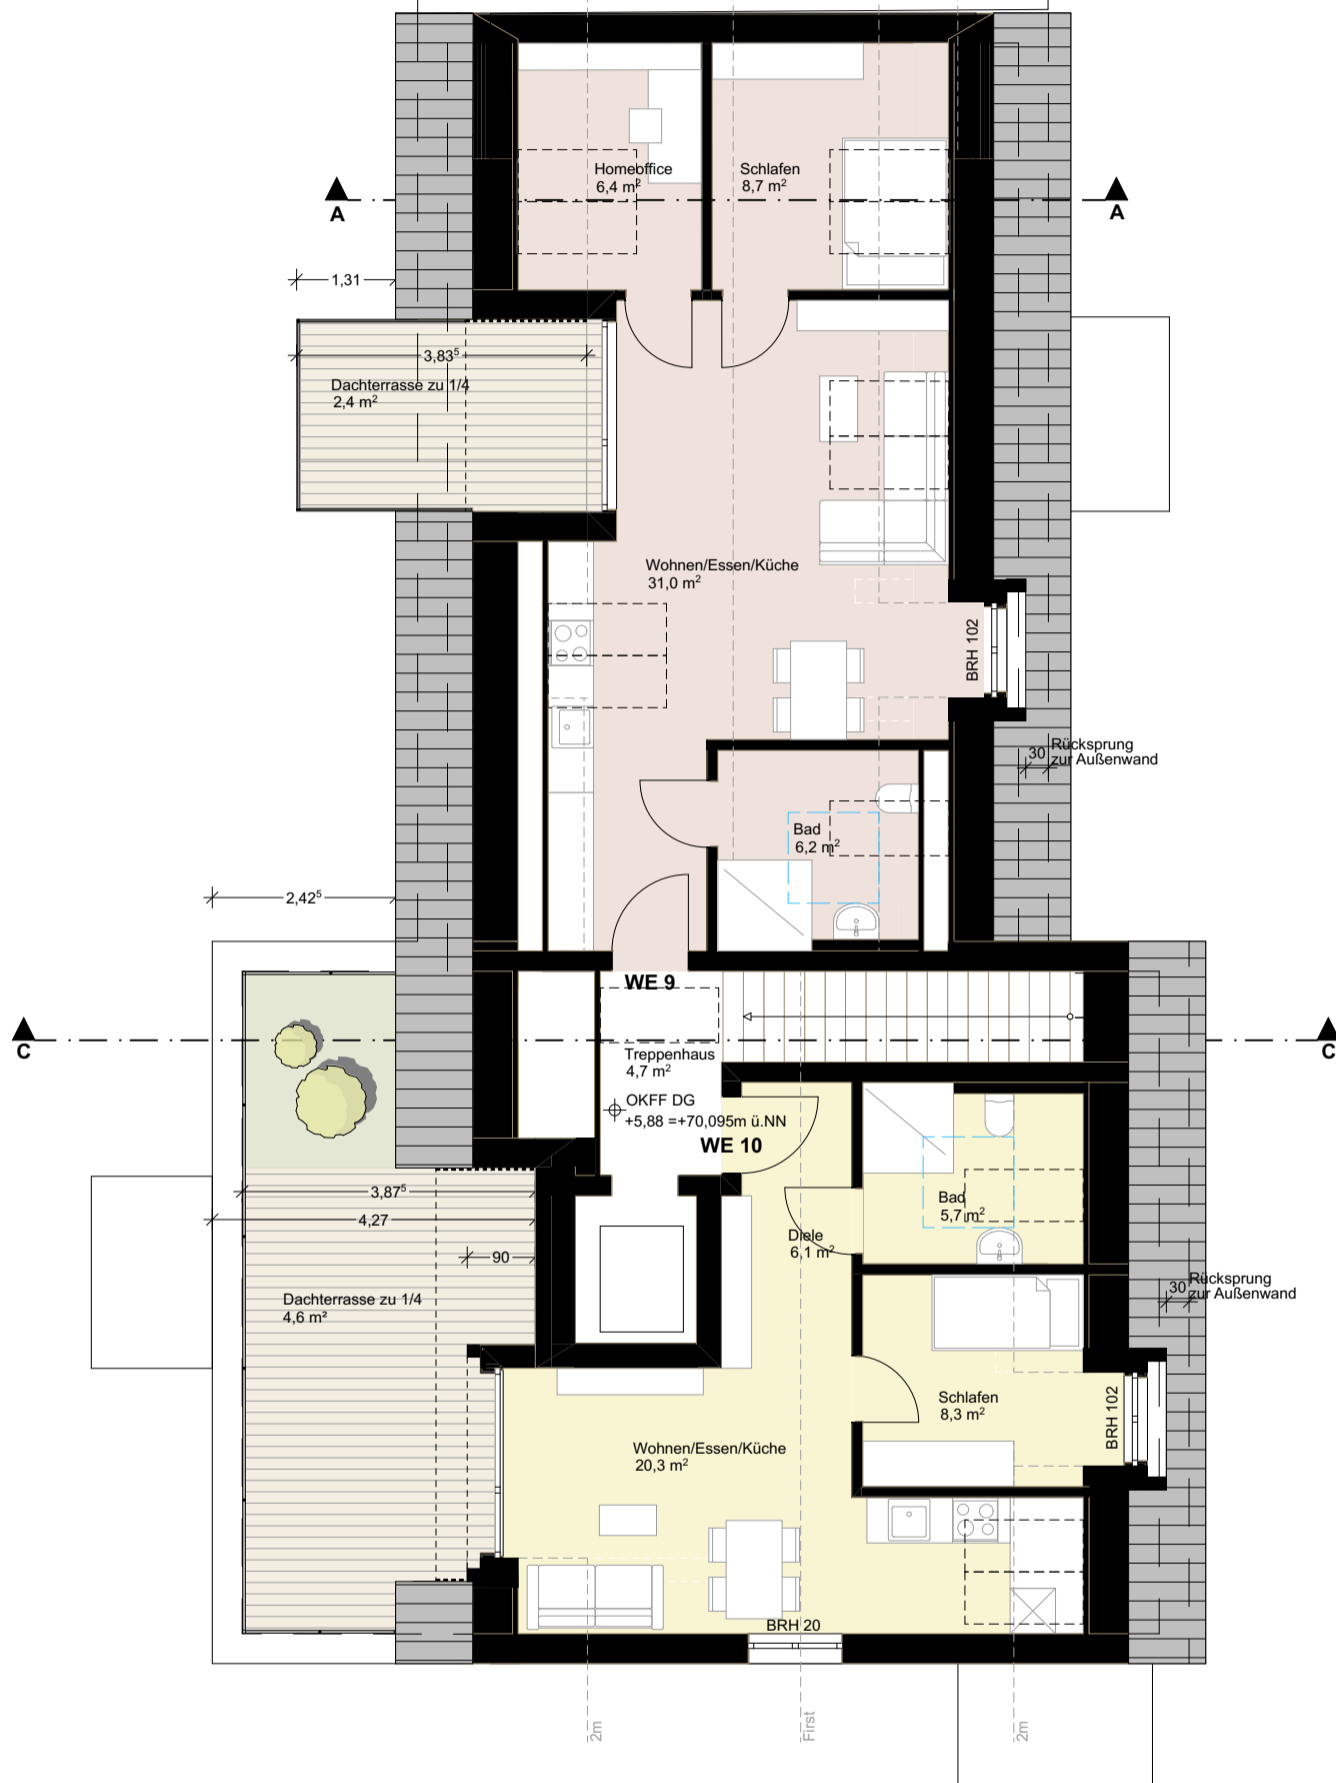 Homeoffice
6,4 m²
Schlafen
8,7 m²
A
A
1,31
3,83⁵
Dachterrasse zu 1/4
2,4 m²
Wohnen/Essen/Küche
31,0 m²
BRH 102
30
Rücksprung
zur Außenwand
Bad
6,2 m²
2,42⁵
WE 9
C
C
Treppenhaus
4,7 m²
OKFF DG
+5,88 =+70,095m ü.NN
WE 10
3,87⁵
4,27
90
Bad
5,7 m²
Diele
6,1 m²
Dachterrasse zu 1/4
4,6 m²
30
Rücksprung
zur Außenwand
Schlafen
8,3 m²
BRH 102
Wohnen/Essen/Küche
20,3 m²
BRH 20
2m
First
2m